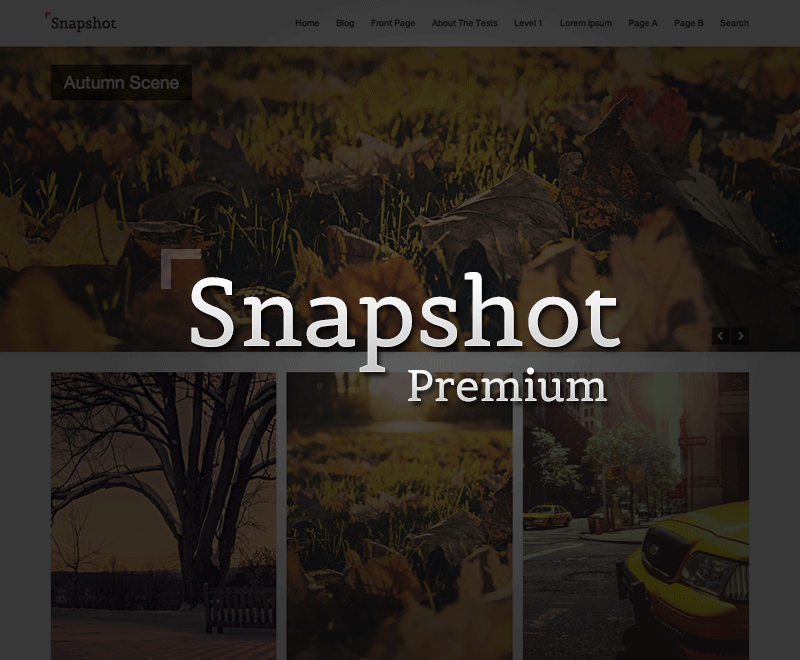 Snapshot
Home Blog Front Page About The Tests Level 1 Lorem Ipsum Page A Page B Search
Autumn Scene
Snapshot
Premium